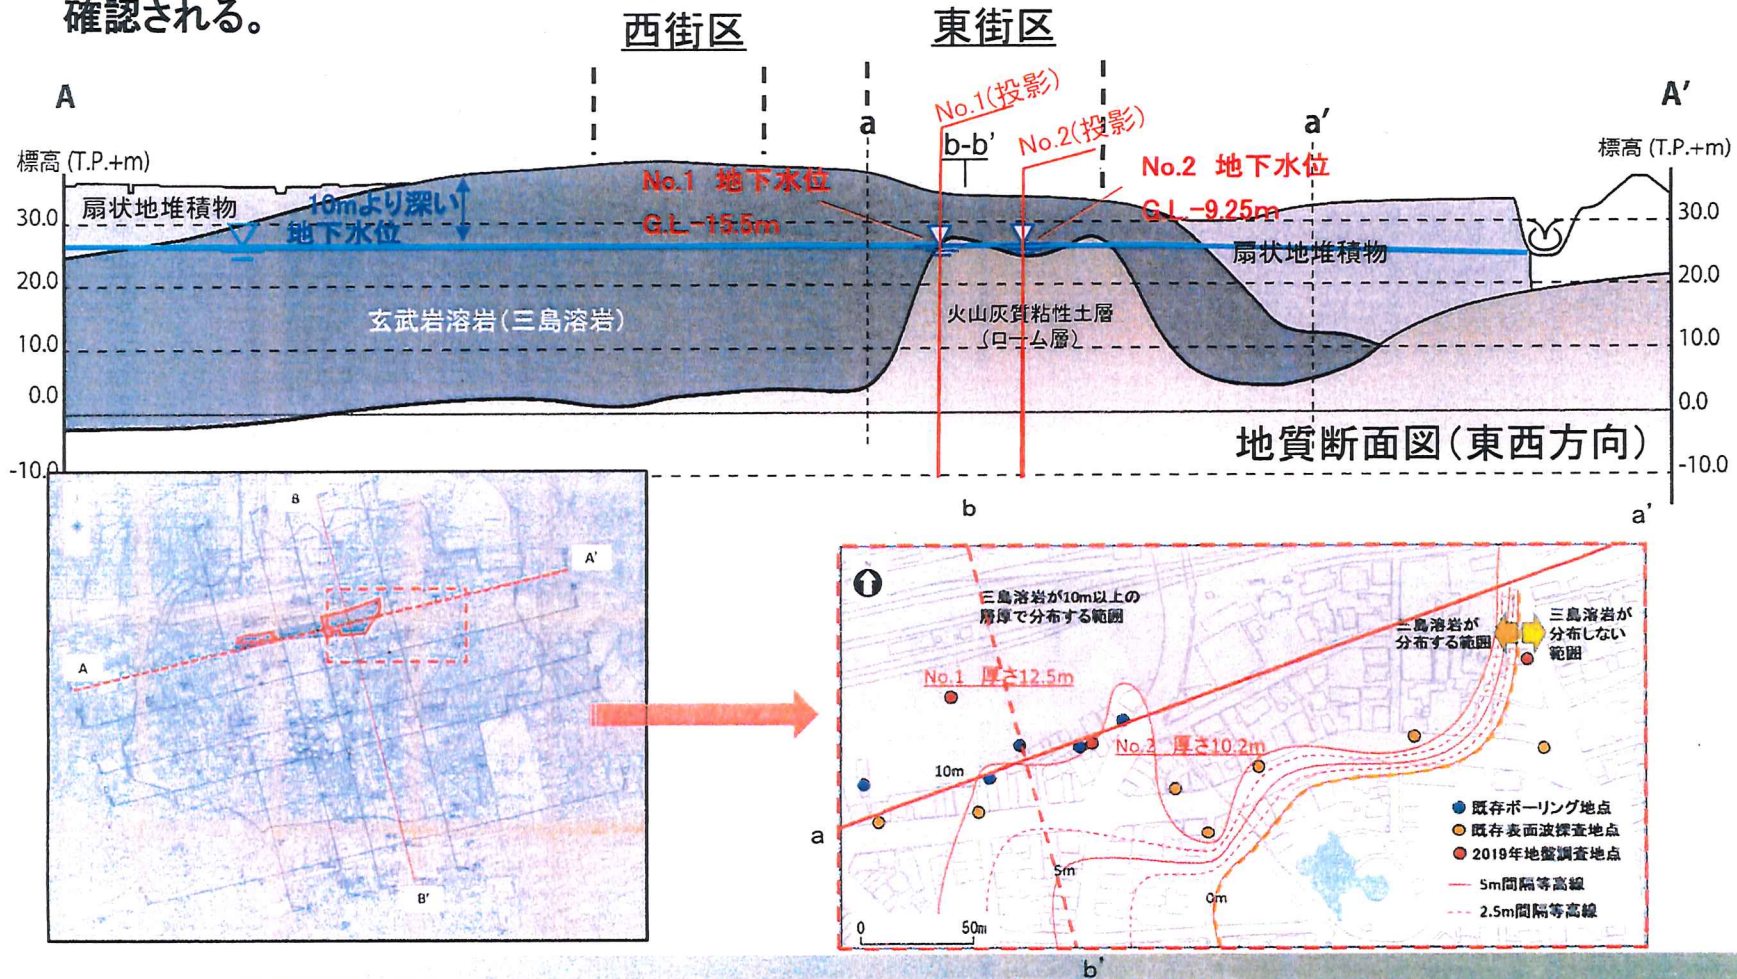 確認される。
西街区
東街区
A
A'
a
a'
No.1(投影)
No.2(投影)
b-b'
標高 (T.P.+m)
標高 (T.P.+m)
No.1 地下水位
G.L.-15.5m
No.2 地下水位
G.L.-9.25m
扇状地堆積物
10mより深い
地下水位
扇状地堆積物
30.0
20.0
10.0
0.0
-10.0
30.0
20.0
10.0
0.0
-10.0
玄武岩溶岩(三島溶岩)
火山灰質粘性土層
(ローム層)
地質断面図(東西方向)
B
A'
A
B'
b
a'
三島溶岩が10m以上の
層厚で分布する範囲
三島溶岩が
分布する範囲
三島溶岩が
分布しない
範囲
No.1 厚さ12.5m
No.2 厚さ10.2m
10m
a
5m
0m
既存ボーリング地点
既存表面波探査地点
2019年地盤調査地点
5m間隔等高線
2.5m間隔等高線
0
50m
b'